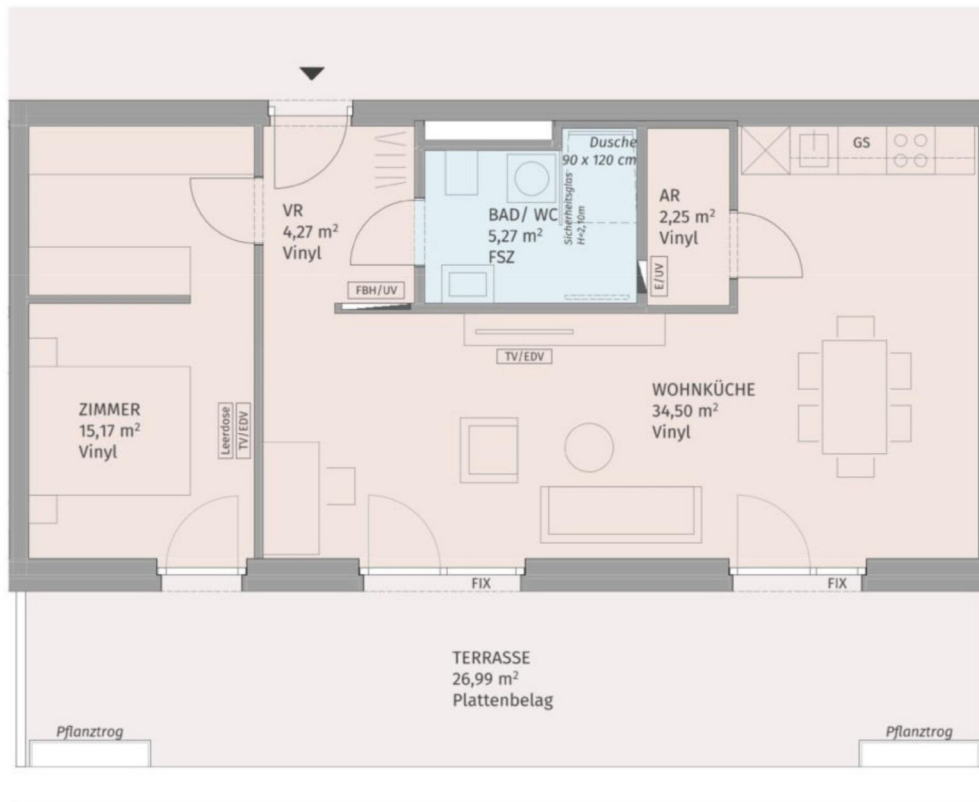 GS
Dusche
90 x 120 cm
Sicherheitsglas
H=2,10m
VR
4,27 m²
Vinyl
BAD/ WC
5,27 m²
FSZ
AR
2,25 m²
Vinyl
E/UV
FBH/UV
TV/EDV
ZIMMER
15,17 m²
Vinyl
Leerdose
TV/EDV
WOHNKÜCHE
34,50 m²
Vinyl
FIX
FIX
TERRASSE
26,99 m²
Plattenbelag
Pflanztrog
Pflanztrog